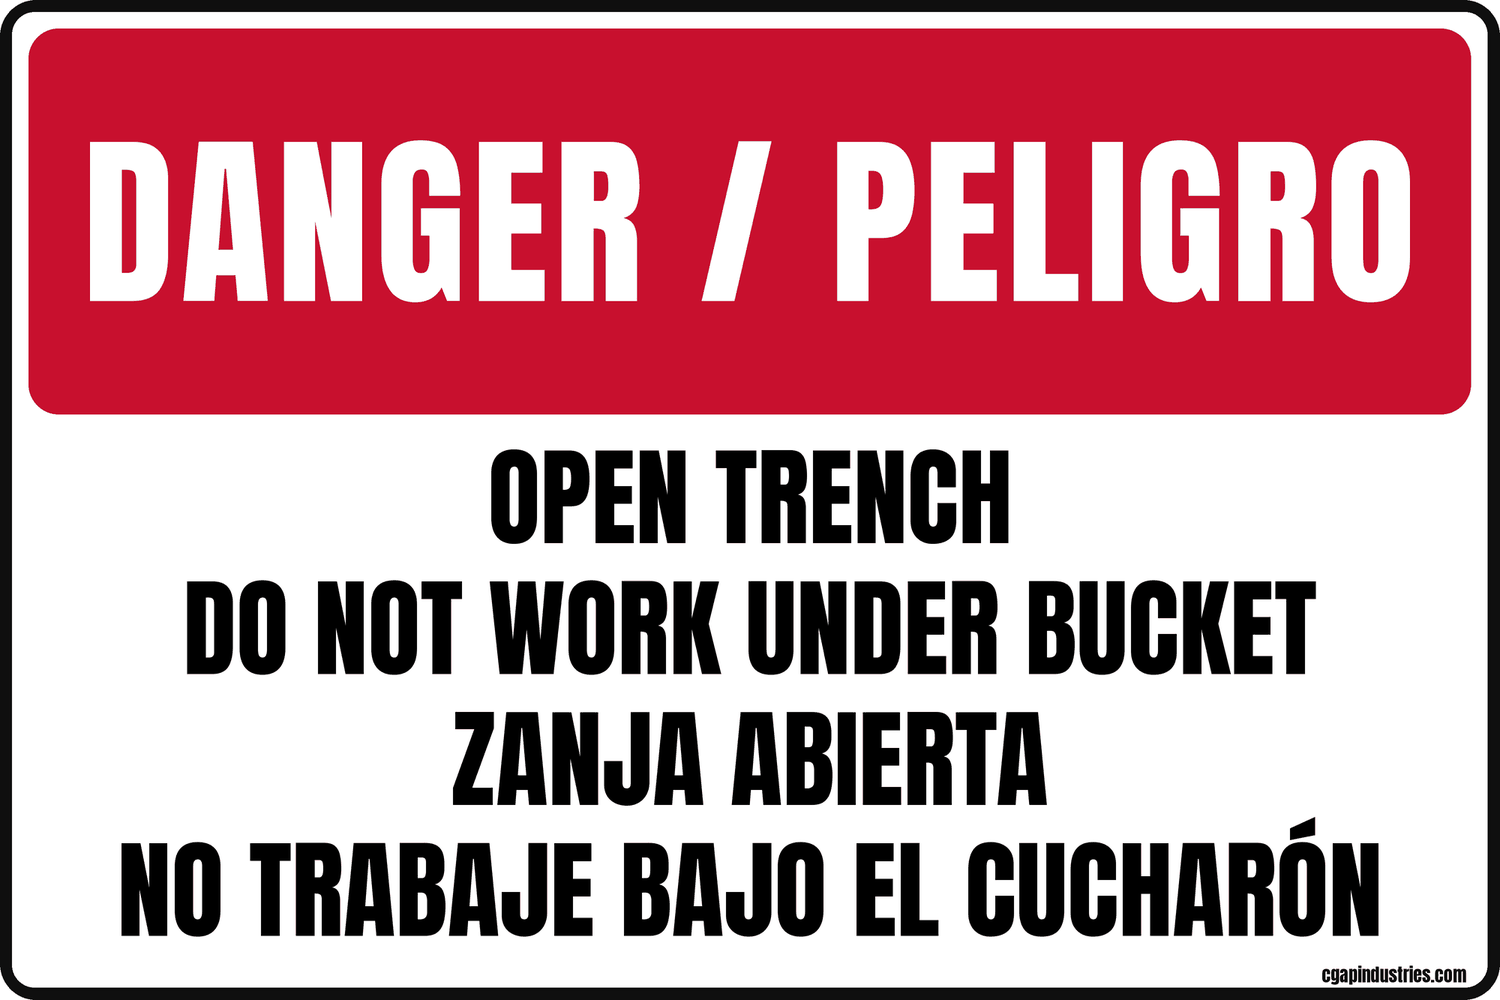 DANGER / PELIGRO
OPEN TRENCH
DO NOT WORK UNDER BUCKET
ZANJA ABIERTA
NO TRABAJE BAJO EL CUCHARÓN
cgapindustries.com